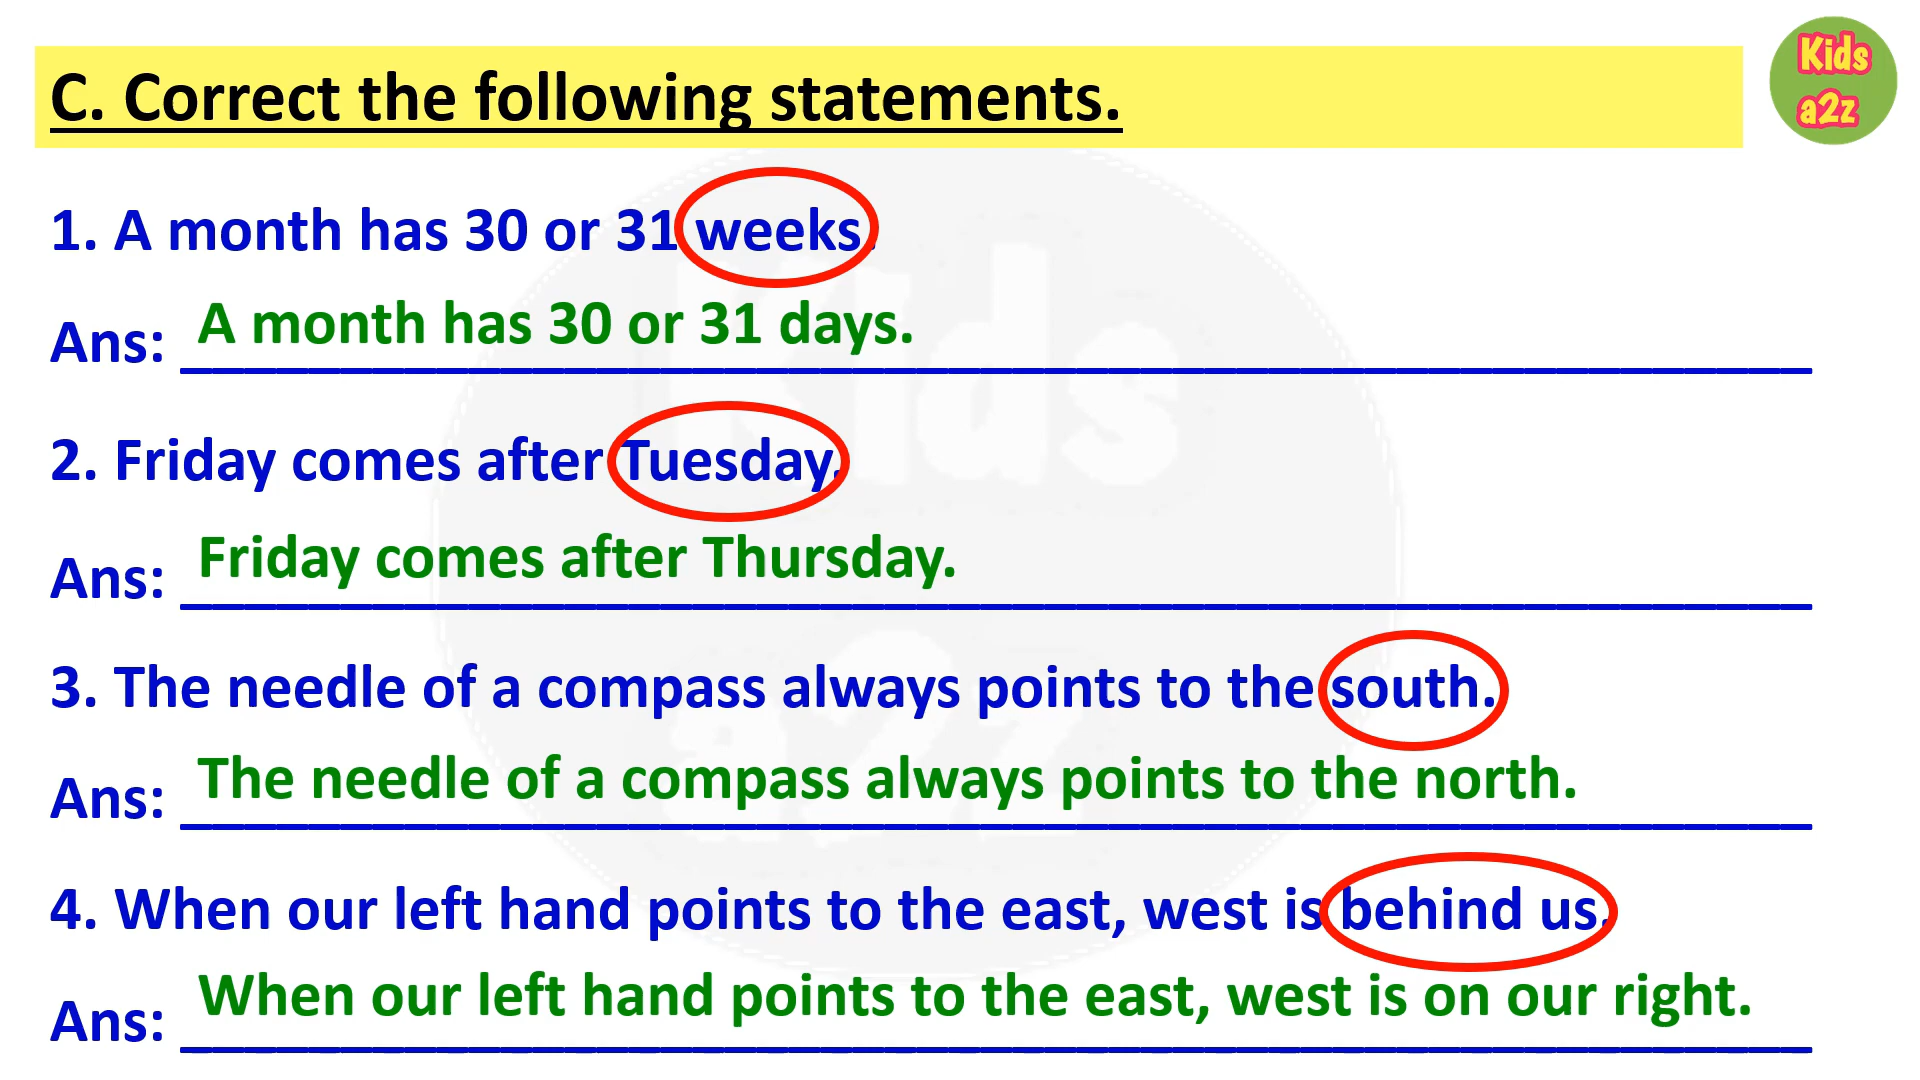 C. Correct the following statements.
Kids
a2z
1. A month has 30 or 31 weeks.
Ans: A month has 30 or 31 days.
2. Friday comes after Tuesday.
Ans: Friday comes after Thursday.
3. The needle of a compass always points to the south.
Ans: The needle of a compass always points to the north.
4. When our left hand points to the east, west is behind us.
Ans: When our left hand points to the east, west is on our right.
Kids
a2z